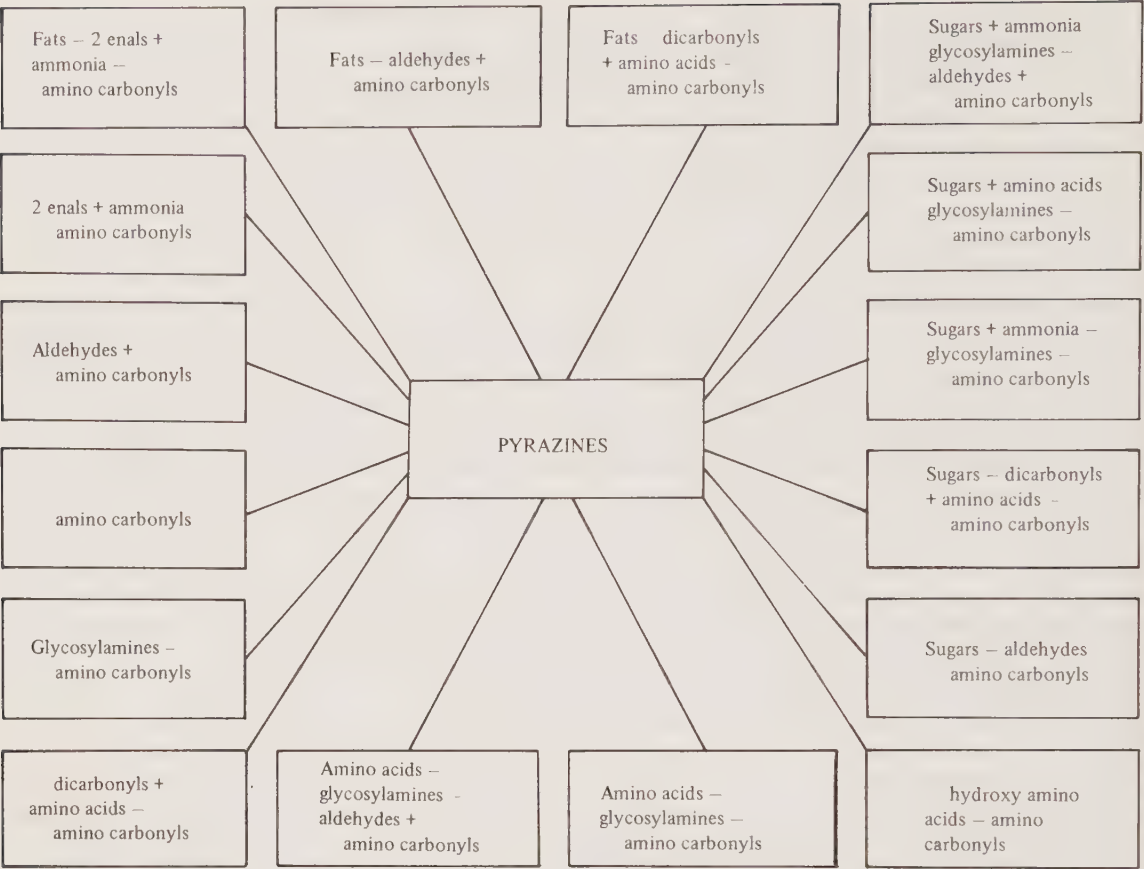 Fats – 2 enals +
ammonia –
amino carbonyls
Fats – aldehydes +
amino carbonyls
Fats dicarbonyls
+ amino acids -
amino carbonyls
Sugars + ammonia
glycosylamines –
aldehydes +
amino carbonyls
2 enals + ammonia
amino carbonyls
Sugars + amino acids
glycosylamines –
amino carbonyls
Aldehydes +
amino carbonyls
Sugars + ammonia –
glycosylamines –
amino carbonyls
PYRAZINES
amino carbonyls
Sugars – dicarbonyls
+ amino acids -
amino carbonyls
Glycosylamines –
amino carbonyls
Sugars – aldehydes
amino carbonyls
dicarbonyls +
amino acids –
amino carbonyls
Amino acids –
glycosylamines -
aldehydes +
amino carbonyls
Amino acids –
glycosylamines –
amino carbonyls
hydroxy amino
acids – amino
carbonyls